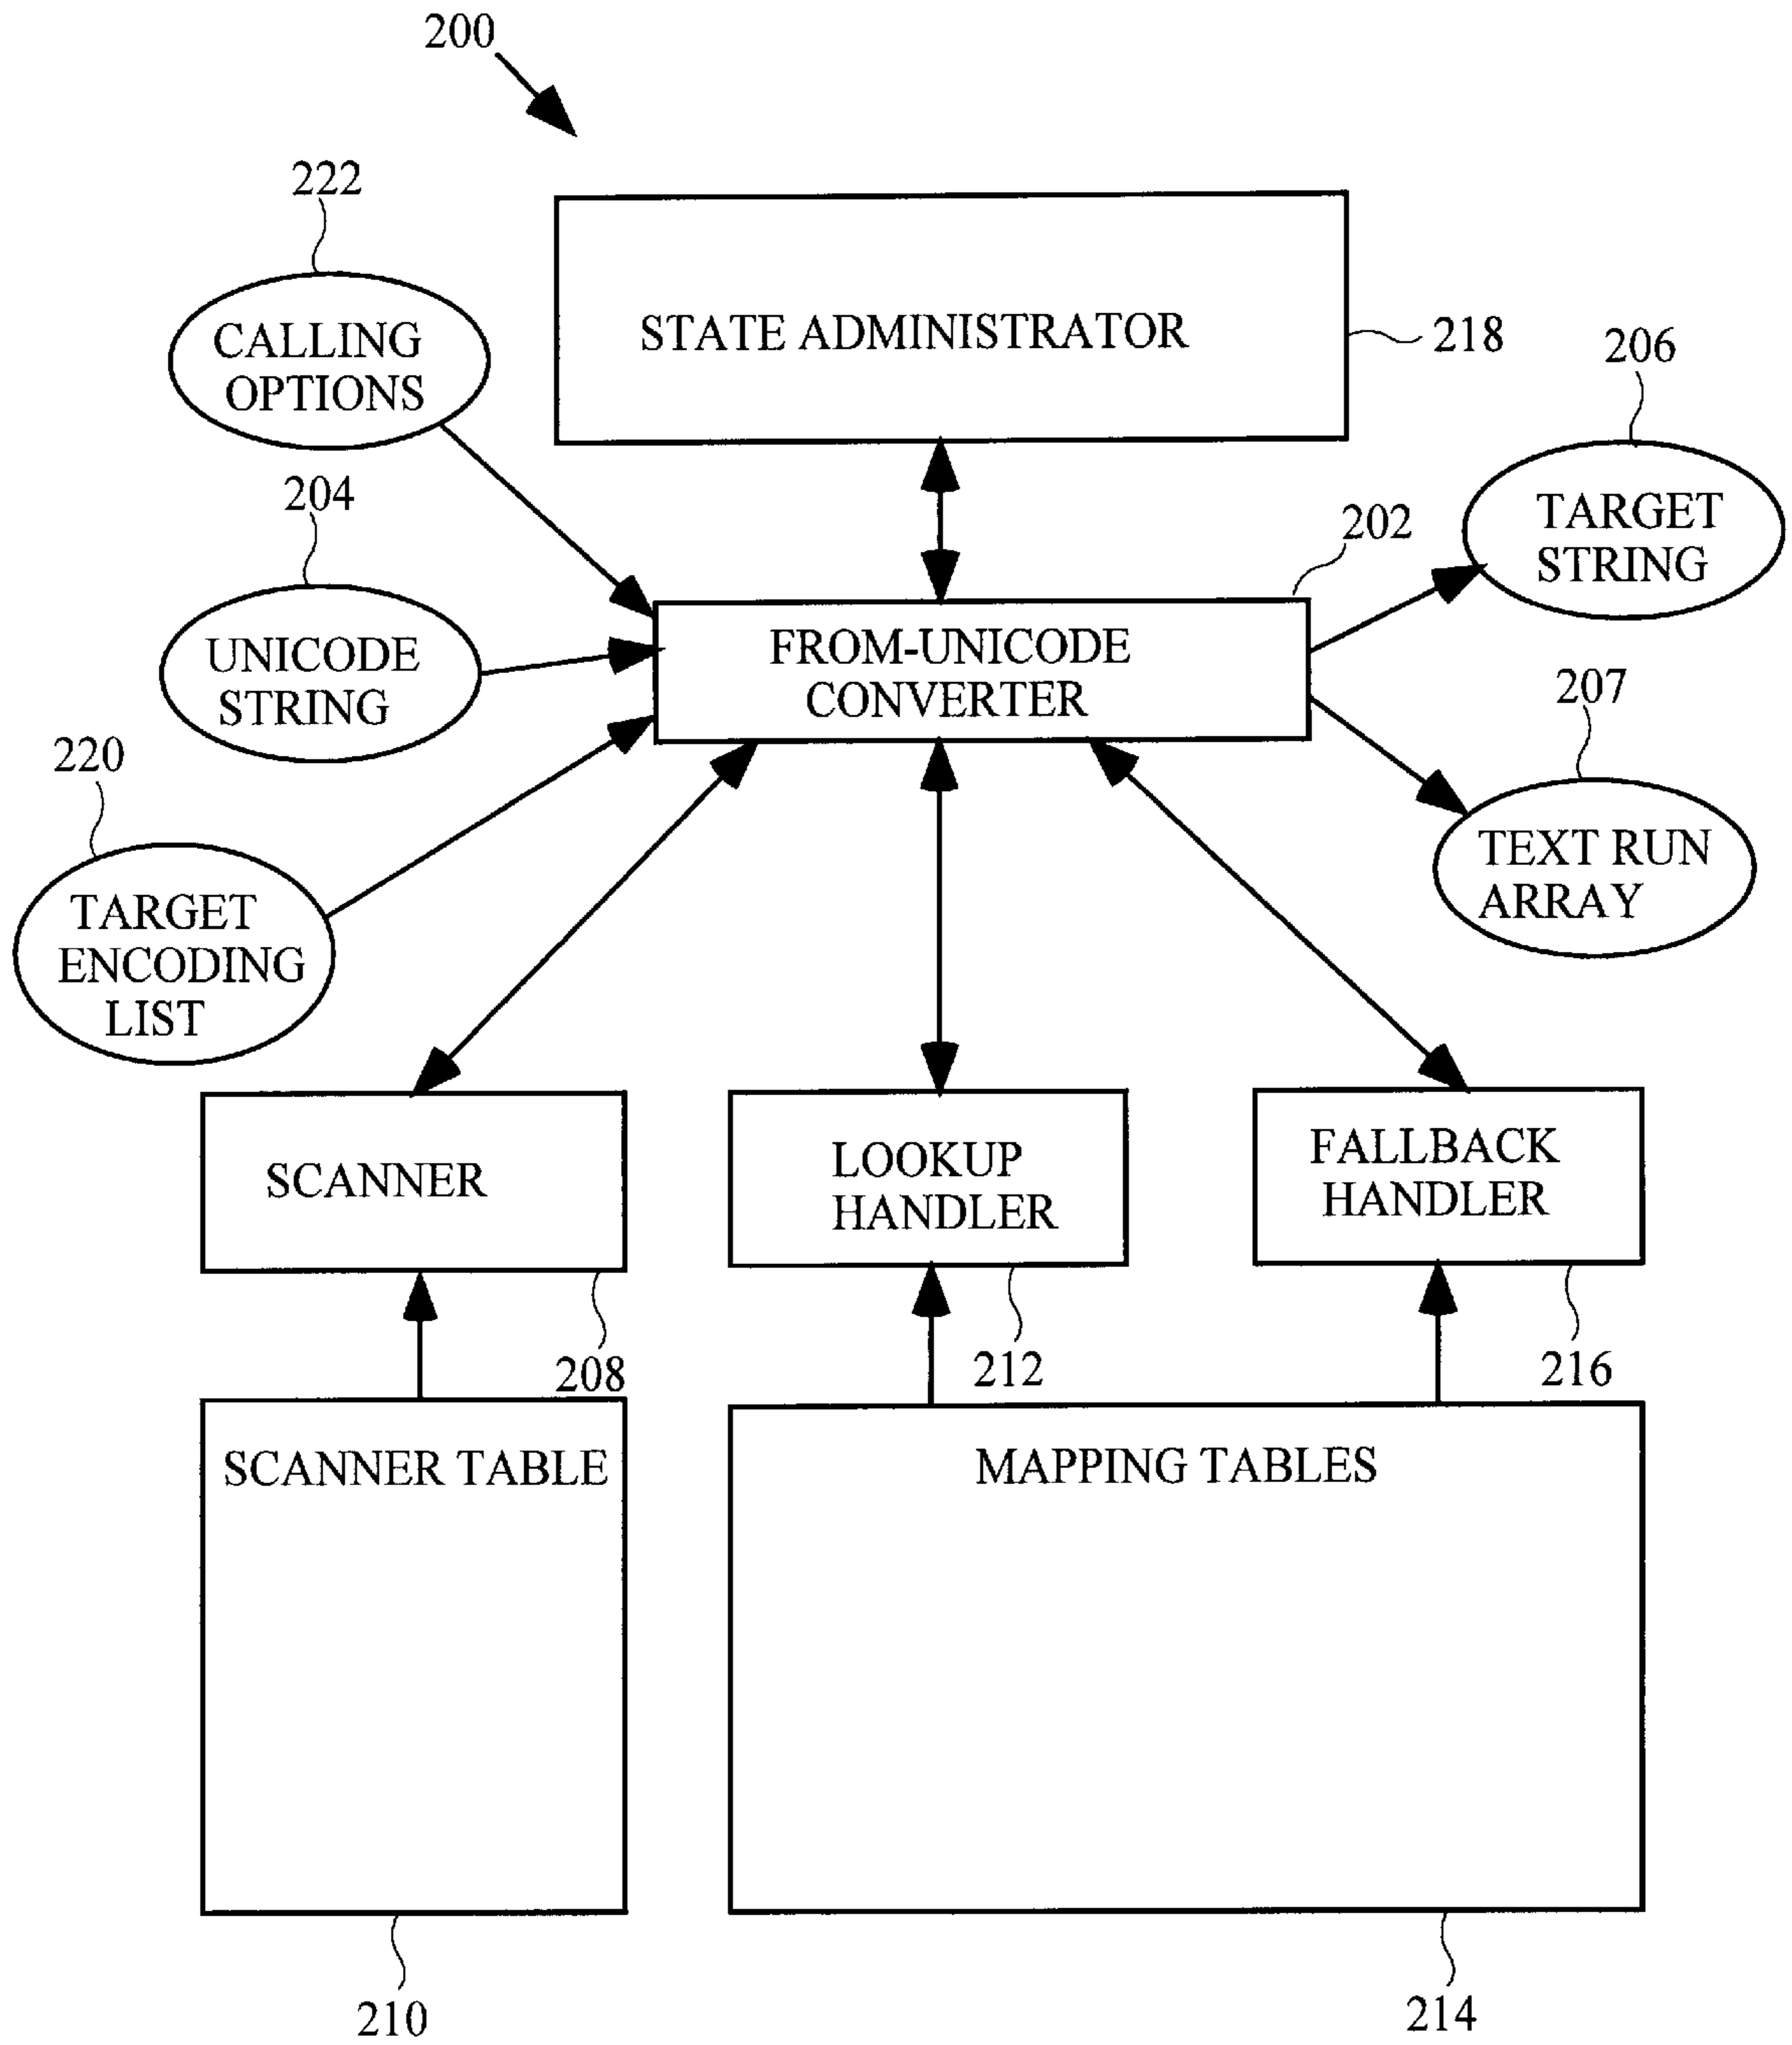 200
222
CALLING
OPTIONS
STATE ADMINISTRATOR
218
206
TARGET
STRING
204
UNICODE
STRING
202
FROM-UNICODE
CONVERTER
207
TEXT RUN
ARRAY
220
TARGET
ENCODING
LIST
SCANNER
208
LOOKUP
HANDLER
212
FALLBACK
HANDLER
216
SCANNER TABLE
210
MAPPING TABLES
214